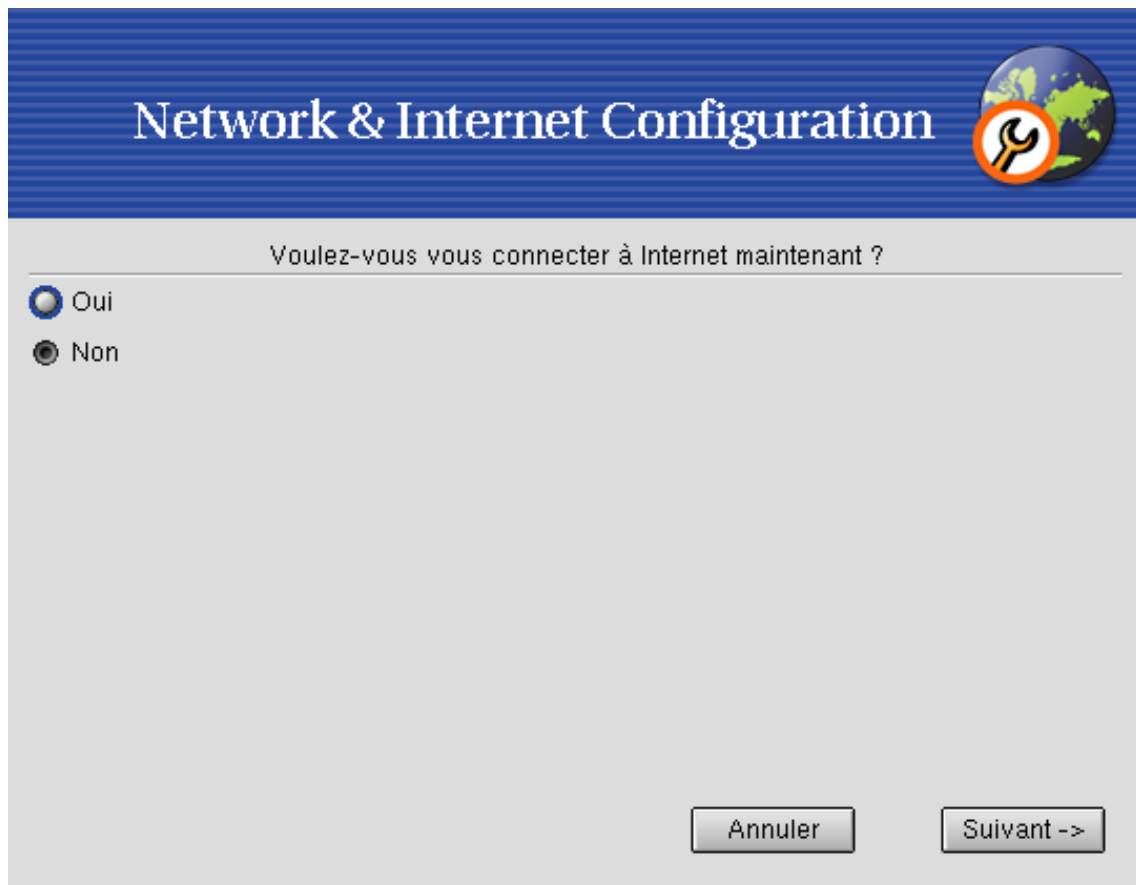 Network & Internet Configuration
Voulez-vous vous connecter à Internet maintenant ?
Oui
Non
Annuler
Suivant ->